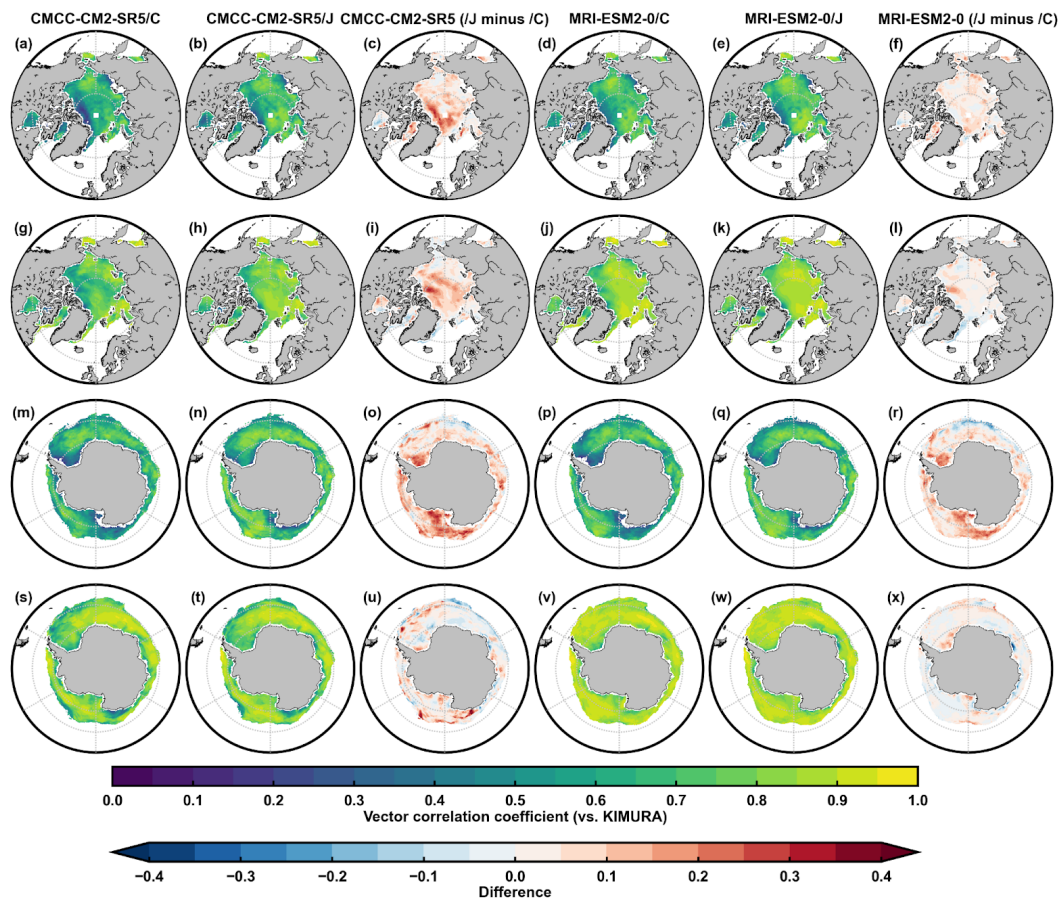 CMCC-CM2-SR5/C CMCC-CM2-SR5/J CMCC-CM2-SR5 (/J minus /C) MRI-ESM2-0/C MRI-ESM2-0/J MRI-ESM2-0 (/J minus /C)
(a) (b) (c) (d) (e) (f)
(g) (h) (i) (j) (k) (l)
(m) (n) (o) (p) (q) (r)
(s) (t) (u) (v) (w) (x)
0.0 0.1 0.2 0.3 0.4 0.5 0.6 0.7 0.8 0.9 1.0
Vector correlation coefficient (vs. KIMURA)
−0.4 −0.3 −0.2 −0.1 0.0 0.1 0.2 0.3 0.4
Difference